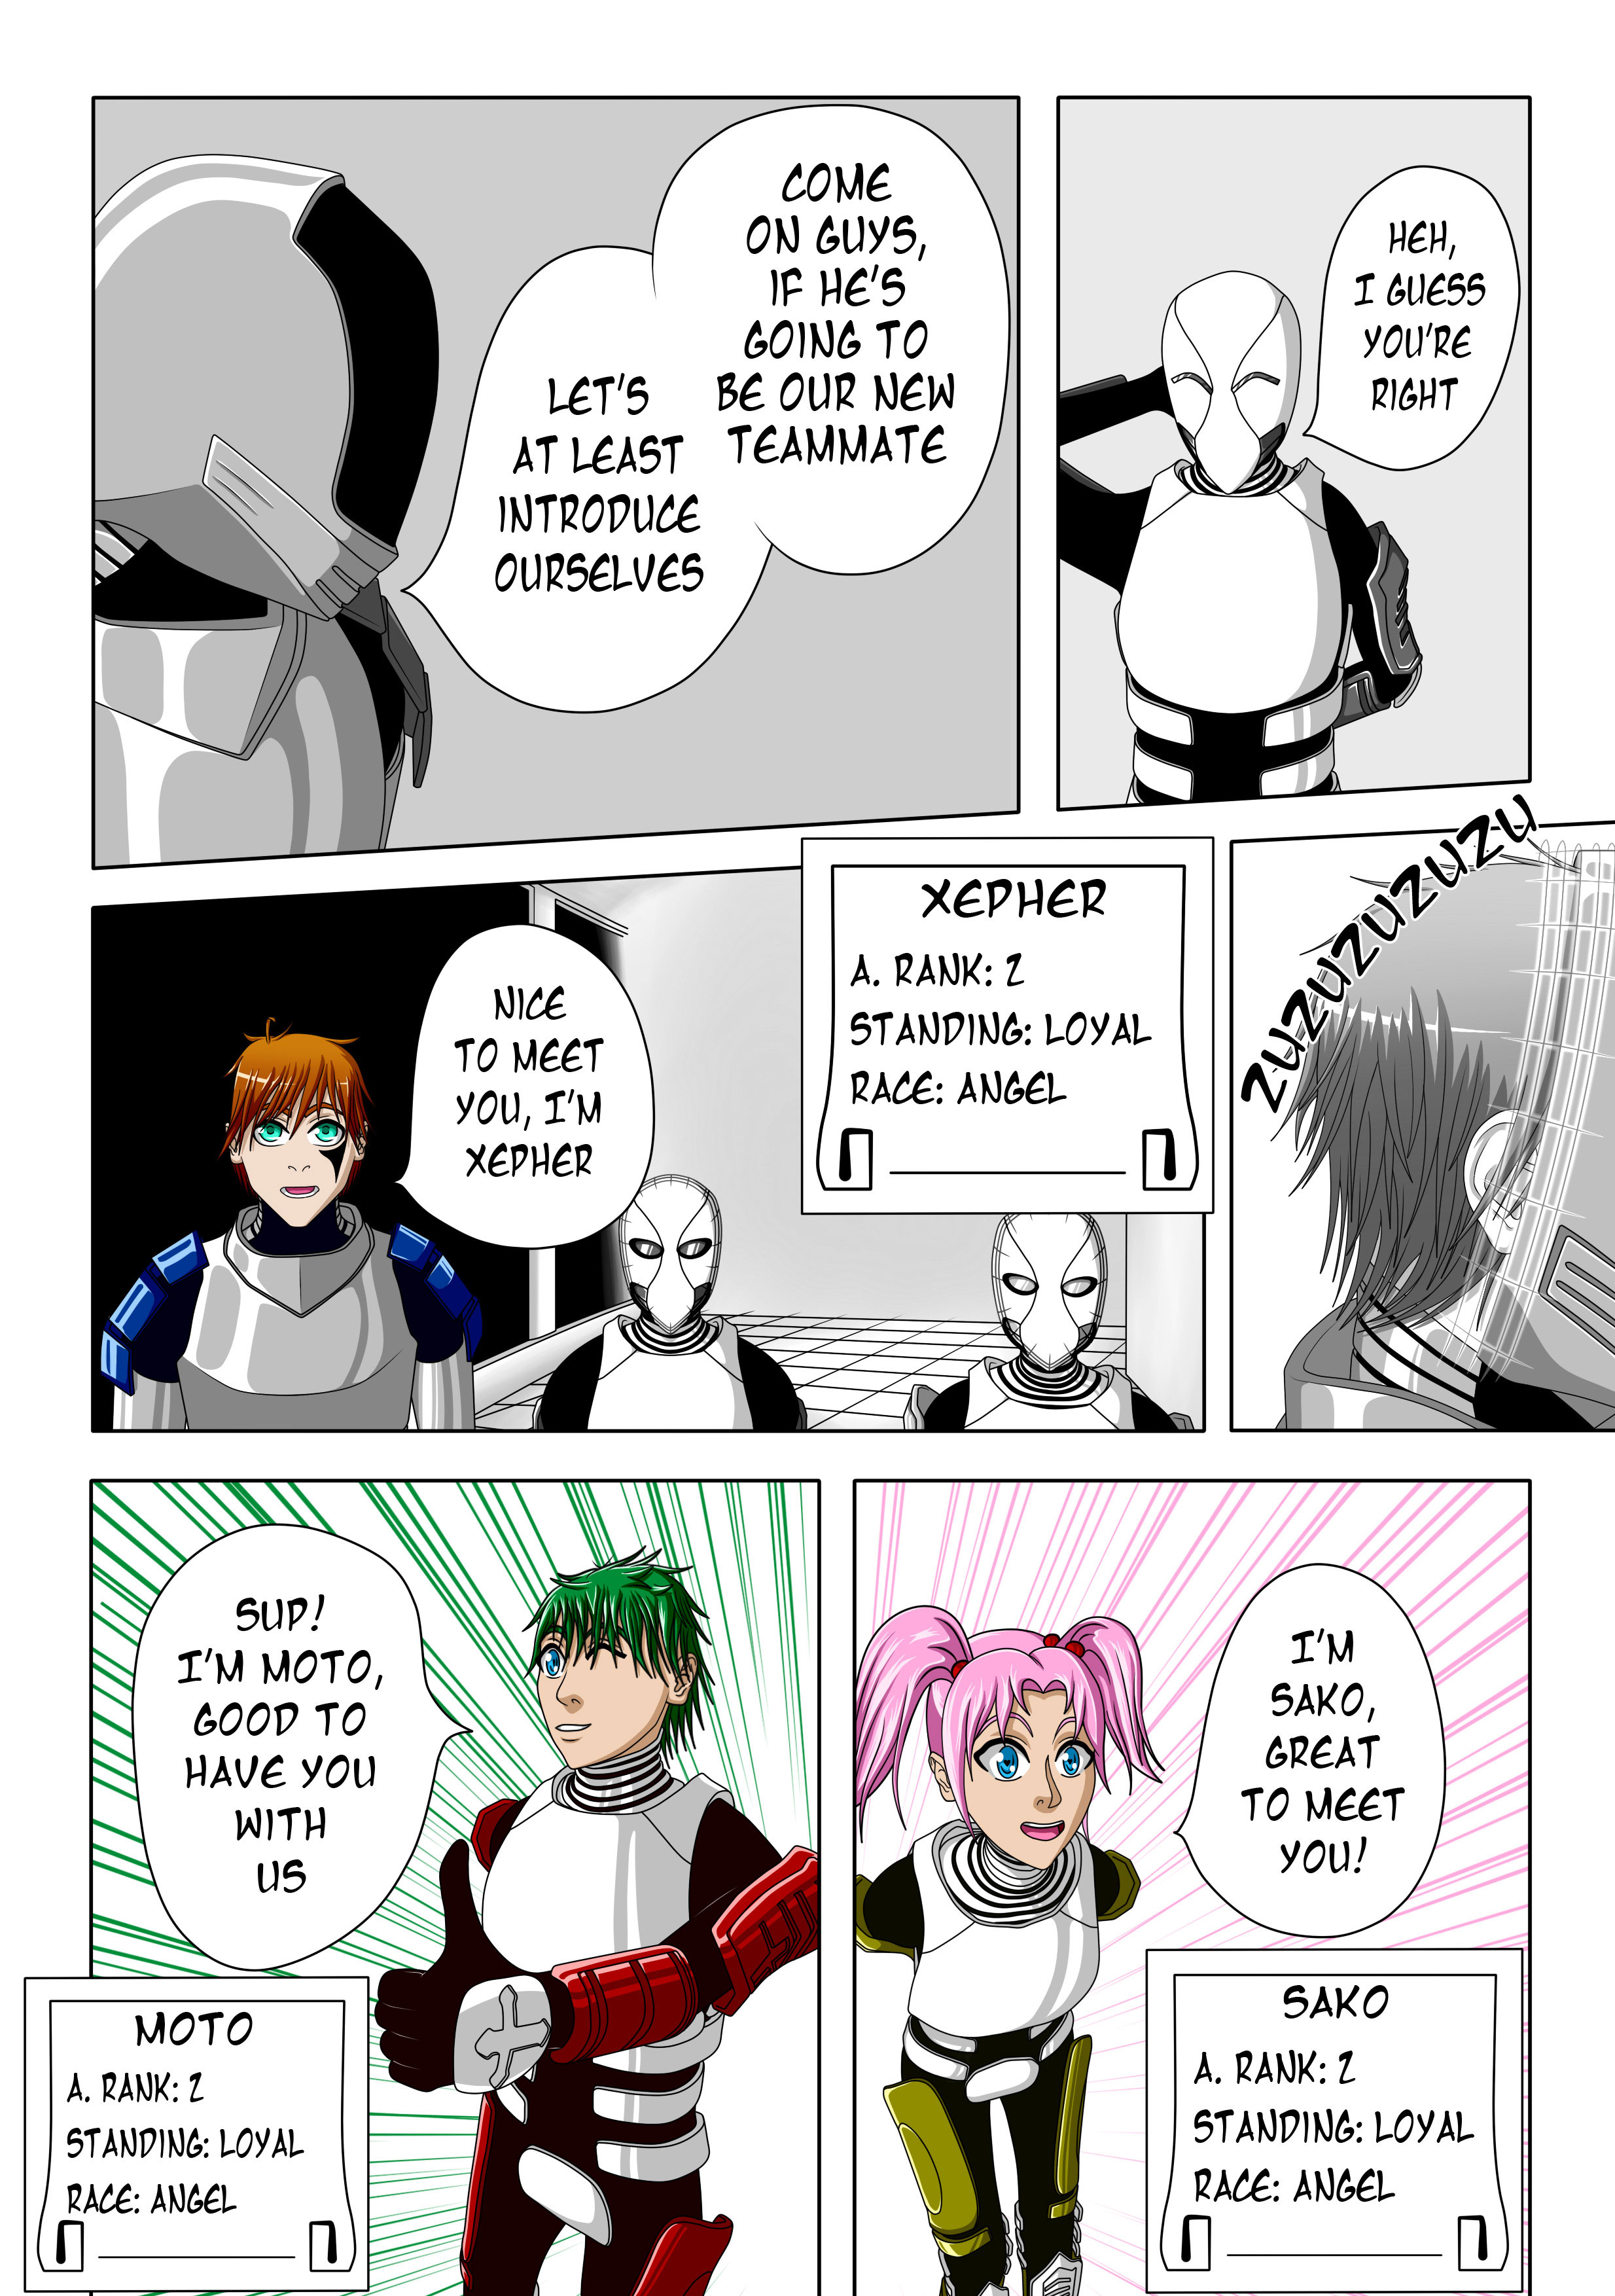 COME
ON GUYS,
IF HE'S
GOING TO
BE OUR NEW
TEAMMATE
LET'S
AT LEAST
INTRODUCE
OURSELVES
HEH,
I GUESS
YOU'RE
RIGHT
ZUZUZUZUZUZU
NICE
TO MEET
YOU, I'M
XEPHER
XEPHER
A. RANK: 2
STANDING: LOYAL
RACE: ANGEL
SUP!
I'M MOTO,
GOOD TO
HAVE YOU
WITH
US
MOTO
A. RANK: 2
STANDING: LOYAL
RACE: ANGEL
I'M
SAKO,
GREAT
TO MEET
YOU!
SAKO
A. RANK: 2
STANDING: LOYAL
RACE: ANGEL